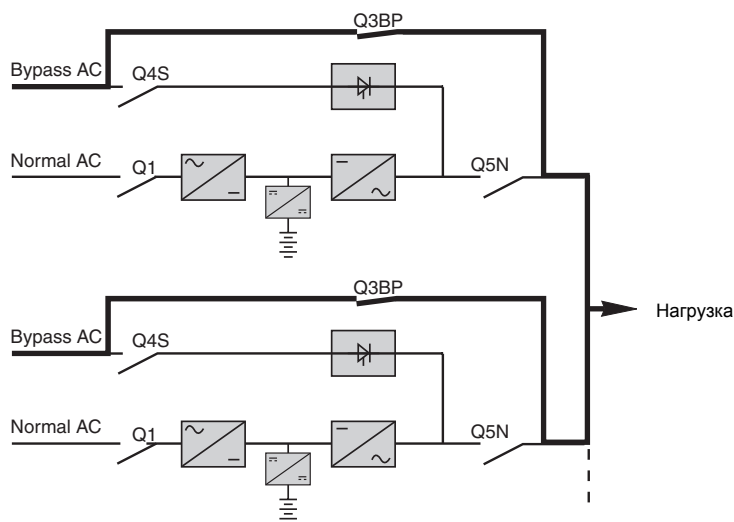 Q3BP
Bypass AC
Q4S
Normal AC
Q1
Q5N
Q3BP
Нагрузка
Bypass AC
Q4S
Normal AC
Q1
Q5N